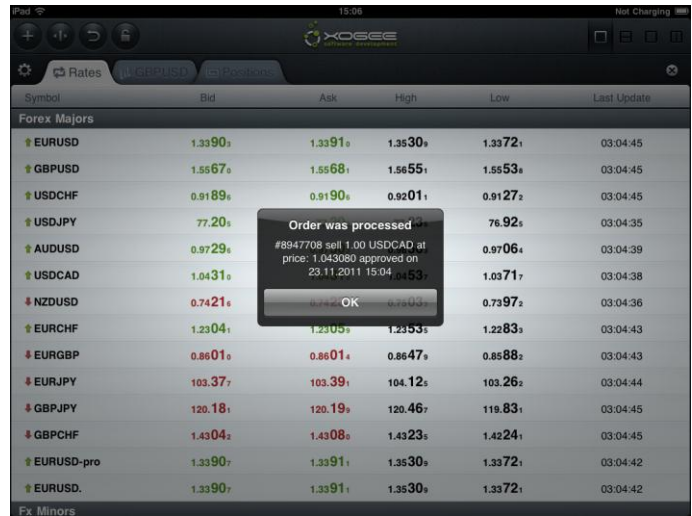 iPad 15:06 Not Charging
XOGEE
software development
Rates GBPUSD Positions
Symbol Bid Ask High Low Last Update
Forex Majors
EURUSD 1.33903 1.33910 1.35309 1.33721 03:04:45
GBPUSD 1.55670 1.55681 1.56551 1.55538 03:04:45
USDCHF 0.91896 0.91906 0.92011 0.91272 03:04:45
USDJPY 77.205 76.925 03:04:35
AUDUSD 0.97296 0.97064 03:04:39
USDCAD 1.04310 1.03717 03:04:38
NZDUSD 0.74216 0.73972 03:04:36
EURCHF 1.23041 1.23059 1.23535 1.22833 03:04:43
EURGBP 0.86010 0.86014 0.86479 0.85882 03:04:43
EURJPY 103.377 103.391 104.125 103.262 03:04:44
GBPJPY 120.181 120.199 120.467 119.831 03:04:45
GBPCHF 1.43042 1.43080 1.43235 1.42241 03:04:45
EURUSD-pro 1.33907 1.33911 1.35309 1.33721 03:04:42
EURUSD. 1.33907 1.33911 1.35309 1.33721 03:04:42
Fx Minors
Order was processed
#8947708 sell 1.00 USDCAD at
price: 1.043080 approved on
23.11.2011 15:04
OK